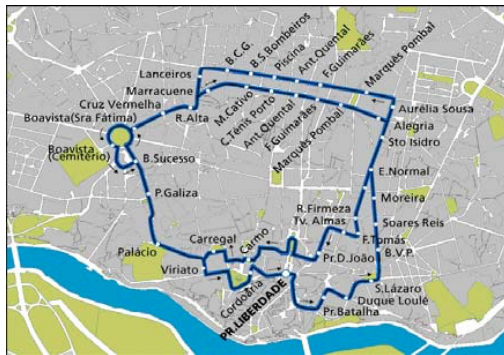 B.C.G.
B.S.Bombeiros
Piscina
Ant.Quental
F.Guimarães
Marquês Pombal
Lanceiros
Marracuene
Cruz Vermelha
Boavista(Sra.Fátima)
R.Alta
M.Cativo
C.Ténis Porto
Ant.Quental
F.Guimarães
Marquês Pombal
Aurélia Sousa
Alegria
Sto Isidro
Boavista
(Cemitério)
B.Sucesso
E.Normal
P.Galiza
Moreira
R.Firmeza
Tv. Almas
Soares Reis
F.Tomás
B.V.P.
Palácio
Carregal
Carmo
Viriato
Pr.D.João
Cordoaria
PR.LIBERDADE
S.Lázaro
Duque Loulé
Pr.Batalha